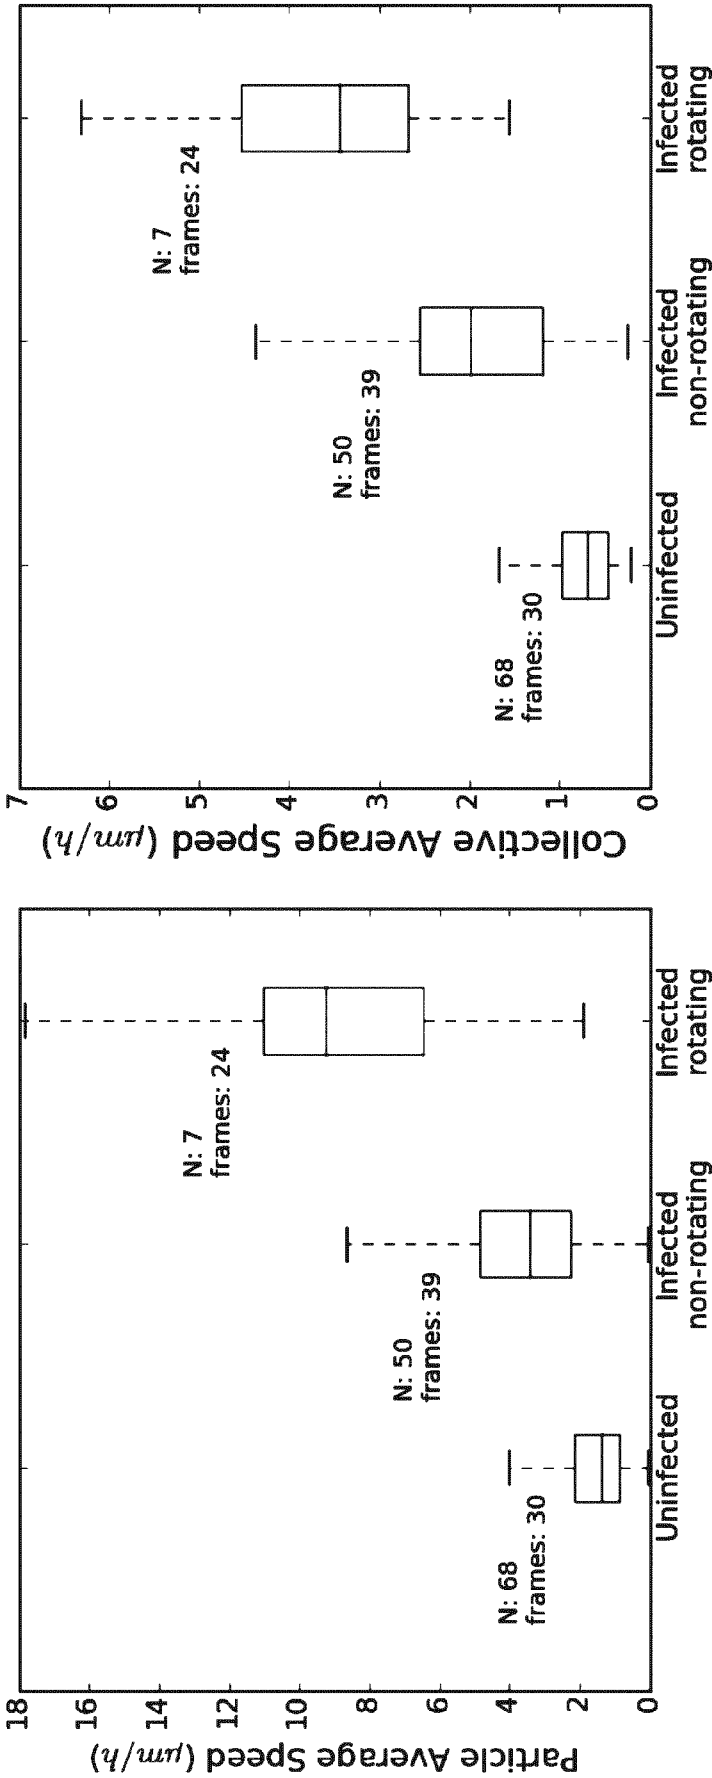 Particle Average Speed (μm/h)
18
16
14
12
10
8
6
4
2
0
N: 68
frames: 30
N: 50
frames: 39
N: 7
frames: 24
Uninfected
Infected
non-rotating
Infected
rotating
Collective Average Speed (μm/h)
7
6
5
4
3
2
1
0
N: 68
frames: 30
N: 50
frames: 39
N: 7
frames: 24
Uninfected
Infected
non-rotating
Infected
rotating